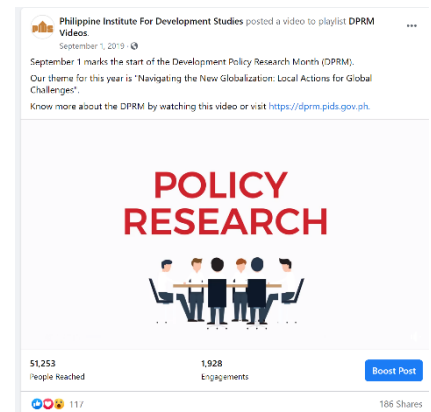 Philippine Institute For Development Studies posted a video to playlist DPRM
Videos.
September 1, 2019 ·
September 1 marks the start of the Development Policy Research Month (DPRM).
Our theme for this year is "Navigating the New Globalization: Local Actions for Global
Challenges".
Know more about the DPRM by watching this video or visit https://dprm.pids.gov.ph.
POLICY
RESEARCH
51,253
People Reached
1,928
Engagements
Boost Post
117
186 Shares